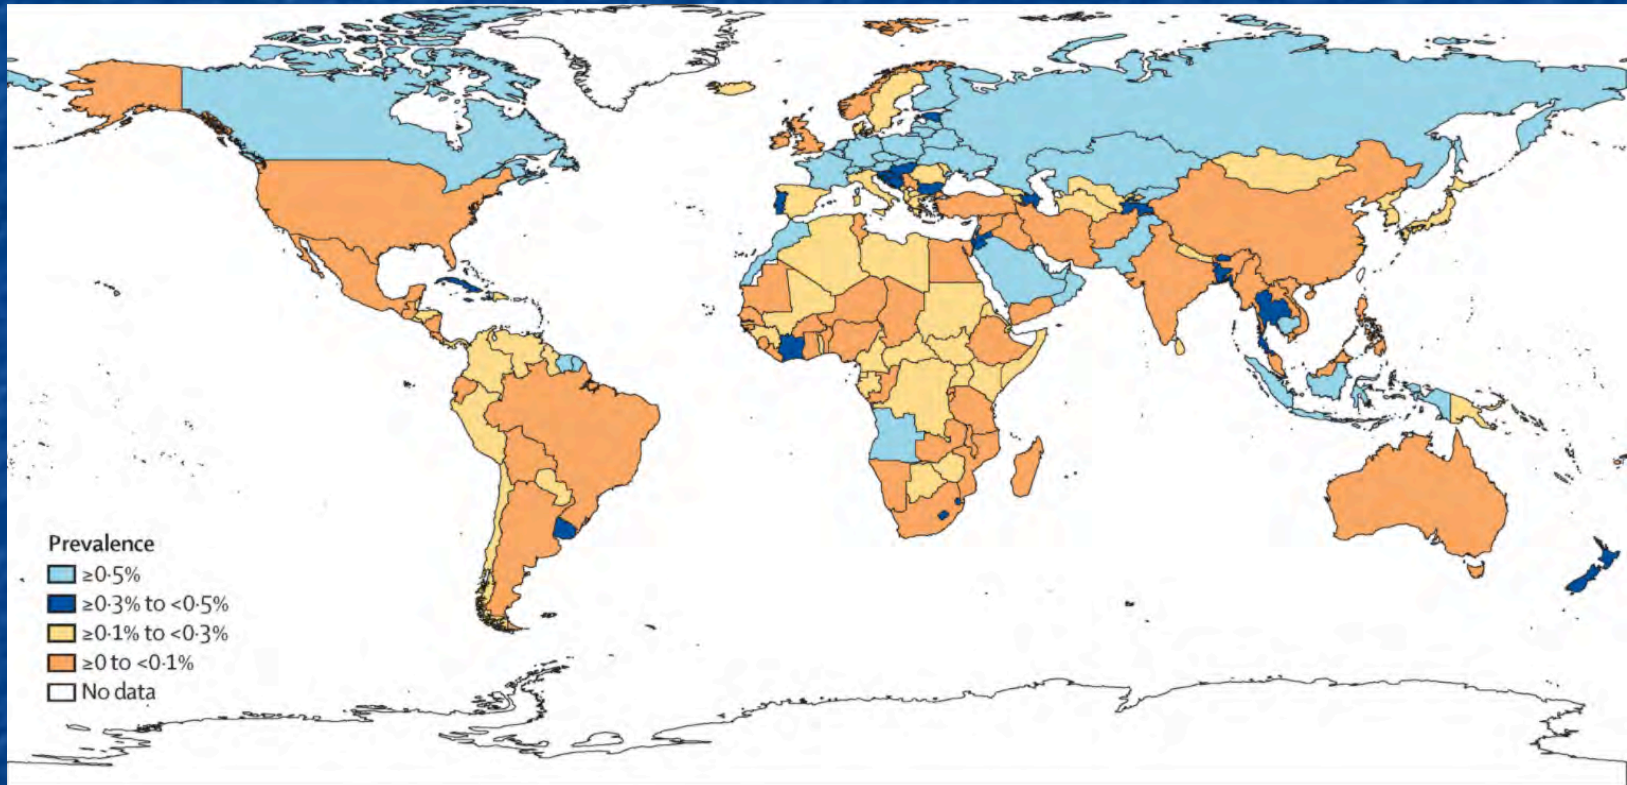 Prevalence
≥0·5%
≥0·3% to <0·5%
≥0·1% to <0·3%
≥0 to <0·1%
No data